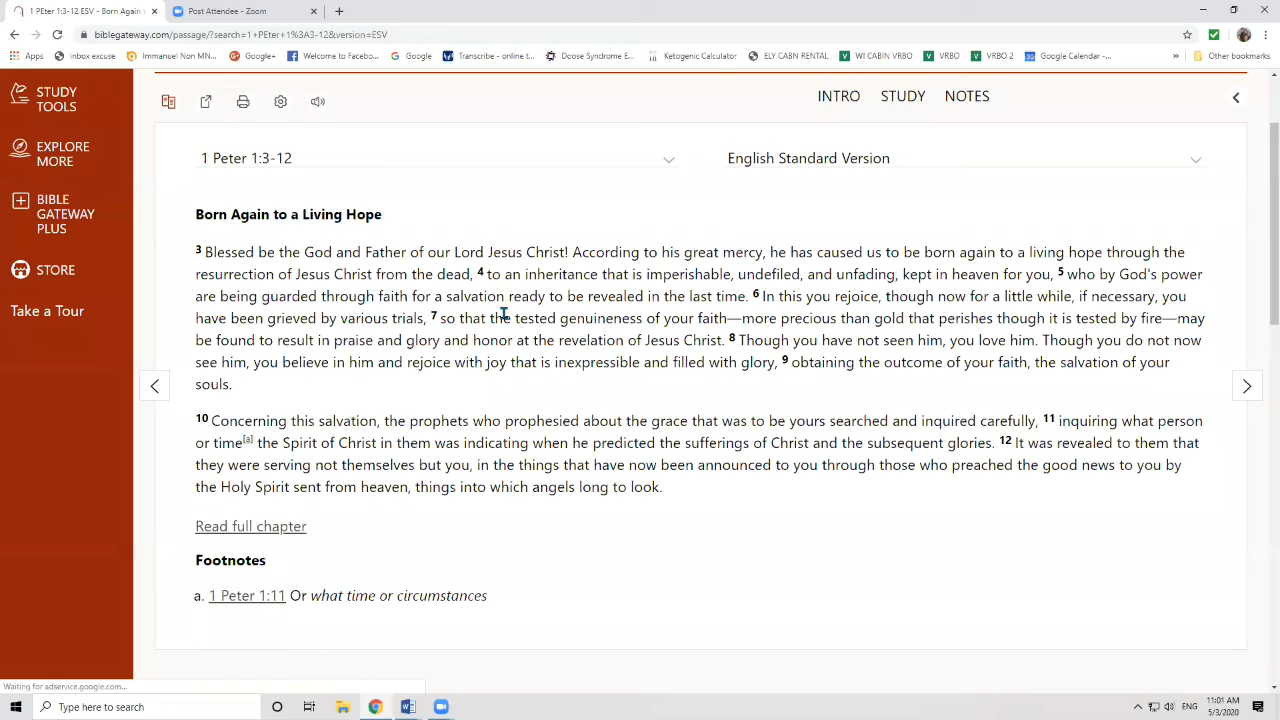 1 PEter 1:3-12 ESV - Born Again
Post Attendee - Zoom
biblegateway.com/passage/?search=1+PEter+1%3A3-12&version=ESV
Apps
inbox excuse
Immanuel Non MN...
Google+
Welcome to Facebo...
Google
Transcribe - online t...
Doose Syndrome E...
Ketogenic Calculator
ELY CABN RENTAL
WI CABIN VRBO
VRBO
VRBO 2
Google Calendar -...
»
Other bookmarks
STUDY
TOOLS
EXPLORE
MORE
BIBLE
GATEWAY
PLUS
STORE
Take a Tour
INTRO STUDY NOTES
1 Peter 1:3-12
English Standard Version
Born Again to a Living Hope
3 Blessed be the God and Father of our Lord Jesus Christ! According to his great mercy, he has caused us to be born again to a living hope through the
resurrection of Jesus Christ from the dead, 4 to an inheritance that is imperishable, undefiled, and unfading, kept in heaven for you, 5 who by God's power
are being guarded through faith for a salvation ready to be revealed in the last time. 6 In this you rejoice, though now for a little while, if necessary, you
have been grieved by various trials, 7 so that the tested genuineness of your faith—more precious than gold that perishes though it is tested by fire—may
be found to result in praise and glory and honor at the revelation of Jesus Christ. 8 Though you have not seen him, you love him. Though you do not now
see him, you believe in him and rejoice with joy that is inexpressible and filled with glory, 9 obtaining the outcome of your faith, the salvation of your
souls.
10 Concerning this salvation, the prophets who prophesied about the grace that was to be yours searched and inquired carefully, 11 inquiring what person
or time[a] the Spirit of Christ in them was indicating when he predicted the sufferings of Christ and the subsequent glories. 12 It was revealed to them that
they were serving not themselves but you, in the things that have now been announced to you through those who preached the good news to you by
the Holy Spirit sent from heaven, things into which angels long to look.
Read full chapter
Footnotes
a. 1 Peter 1:11 Or what time or circumstances
Waiting for adservice.google.com...
Type here to search
ENG
11:01 AM
5/3/2020